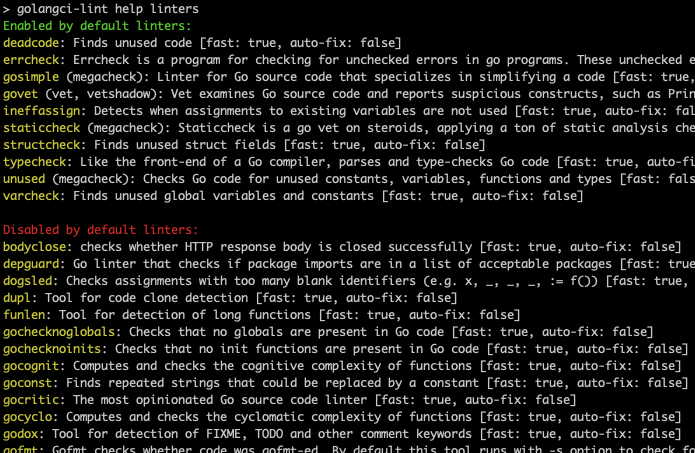 > golangci-lint help linters
Enabled by default linters:
deadcode: Finds unused code [fast: true, auto-fix: false]
errcheck: Errcheck is a program for checking for unchecked errors in go programs. These unchecked e
gosimple (megacheck): Linter for Go source code that specializes in simplifying a code [fast: true,
govet (vet, vetshadow): Vet examines Go source code and reports suspicious constructs, such as Prin
ineffassign: Detects when assignments to existing variables are not used [fast: true, auto-fix: fal
staticcheck (megacheck): Staticcheck is a go vet on steroids, applying a ton of static analysis che
structcheck: Finds unused struct fields [fast: true, auto-fix: false]
typecheck: Like the front-end of a Go compiler, parses and type-checks Go code [fast: true, auto-fi
unused (megacheck): Checks Go code for unused constants, variables, functions and types [fast: fals
varcheck: Finds unused global variables and constants [fast: true, auto-fix: false]
Disabled by default linters:
bodyclose: checks whether HTTP response body is closed successfully [fast: true, auto-fix: false]
depguard: Go linter that checks if package imports are in a list of acceptable packages [fast: true
dogsled: Checks assignments with too many blank identifiers (e.g. x, _, _, _, := f()) [fast: true,
dupl: Tool for code clone detection [fast: true, auto-fix: false]
funlen: Tool for detection of long functions [fast: true, auto-fix: false]
gochecknoglobals: Checks that no globals are present in Go code [fast: true, auto-fix: false]
gochecknoinits: Checks that no init functions are present in Go code [fast: true, auto-fix: false]
gocognit: Computes and checks the cognitive complexity of functions [fast: true, auto-fix: false]
goconst: Finds repeated strings that could be replaced by a constant [fast: true, auto-fix: false]
gocritic: The most opinionated Go source code linter [fast: true, auto-fix: false]
gocyclo: Computes and checks the cyclomatic complexity of functions [fast: true, auto-fix: false]
godox: Tool for detection of FIXME, TODO and other comment keywords [fast: true, auto-fix: false]
gofmt: Gofmt checks whether code was gofmt-ed. By default this tool runs with -s option to check fo